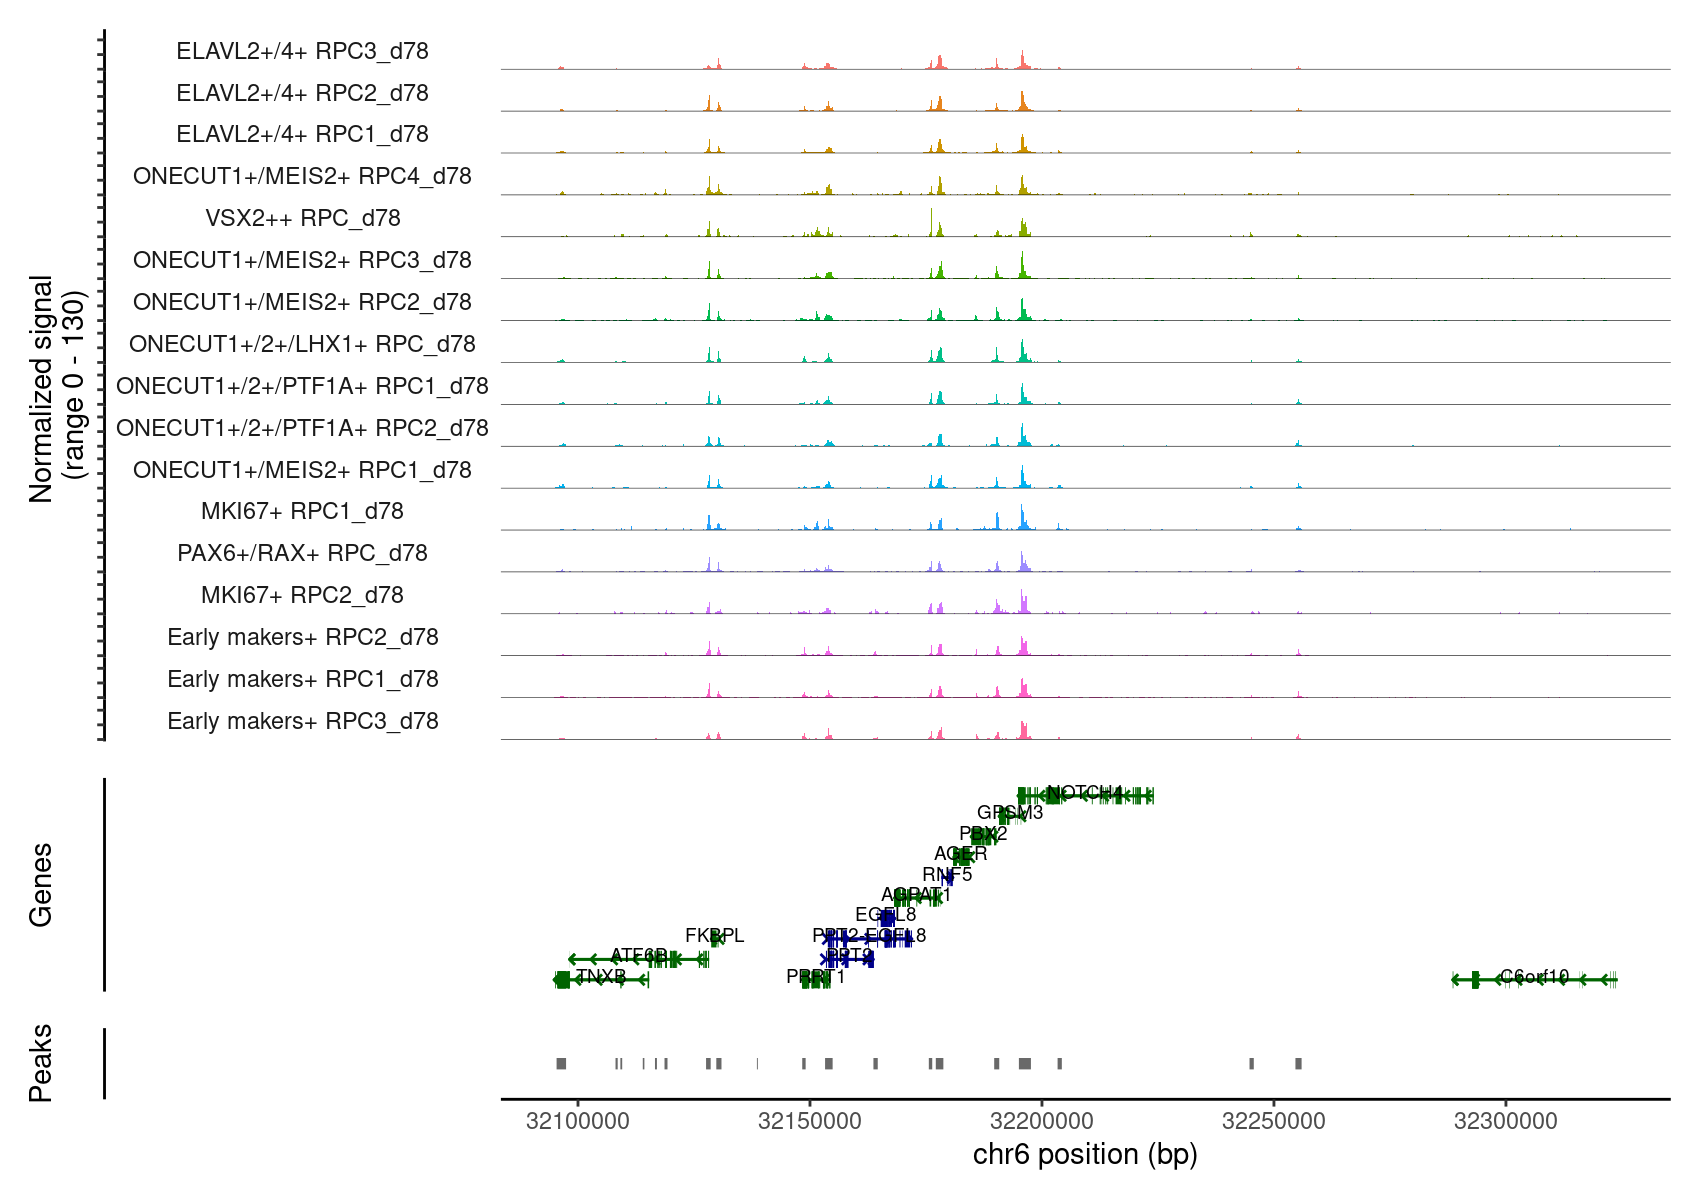 ELAVL2+/4+ RPC3_d78
ELAVL2+/4+ RPC2_d78
ELAVL2+/4+ RPC1_d78
ONECUT1+/MEIS2+ RPC4_d78
VSX2++ RPC_d78
ONECUT1+/MEIS2+ RPC3_d78
ONECUT1+/MEIS2+ RPC2_d78
ONECUT1+/2+/LHX1+ RPC_d78
ONECUT1+/2+/PTF1A+ RPC1_d78
ONECUT1+/2+/PTF1A+ RPC2_d78
ONECUT1+/MEIS2+ RPC1_d78
MKI67+ RPC1_d78
PAX6+/RAX+ RPC_d78
MKI67+ RPC2_d78
Early makers+ RPC2_d78
Early makers+ RPC1_d78
Early makers+ RPC3_d78
Normalized signal
(range 0 - 130)
NOTCH4
GPSM3
PBX2
AGER
RNF5
AGPAT1
EGFL8
FKBPL
PPT2-EGFL8
ATF6B
PPT2
TNXB
PRRT1
C6orf10
Genes
Peaks
32100000
32150000
32200000
32250000
32300000
chr6 position (bp)